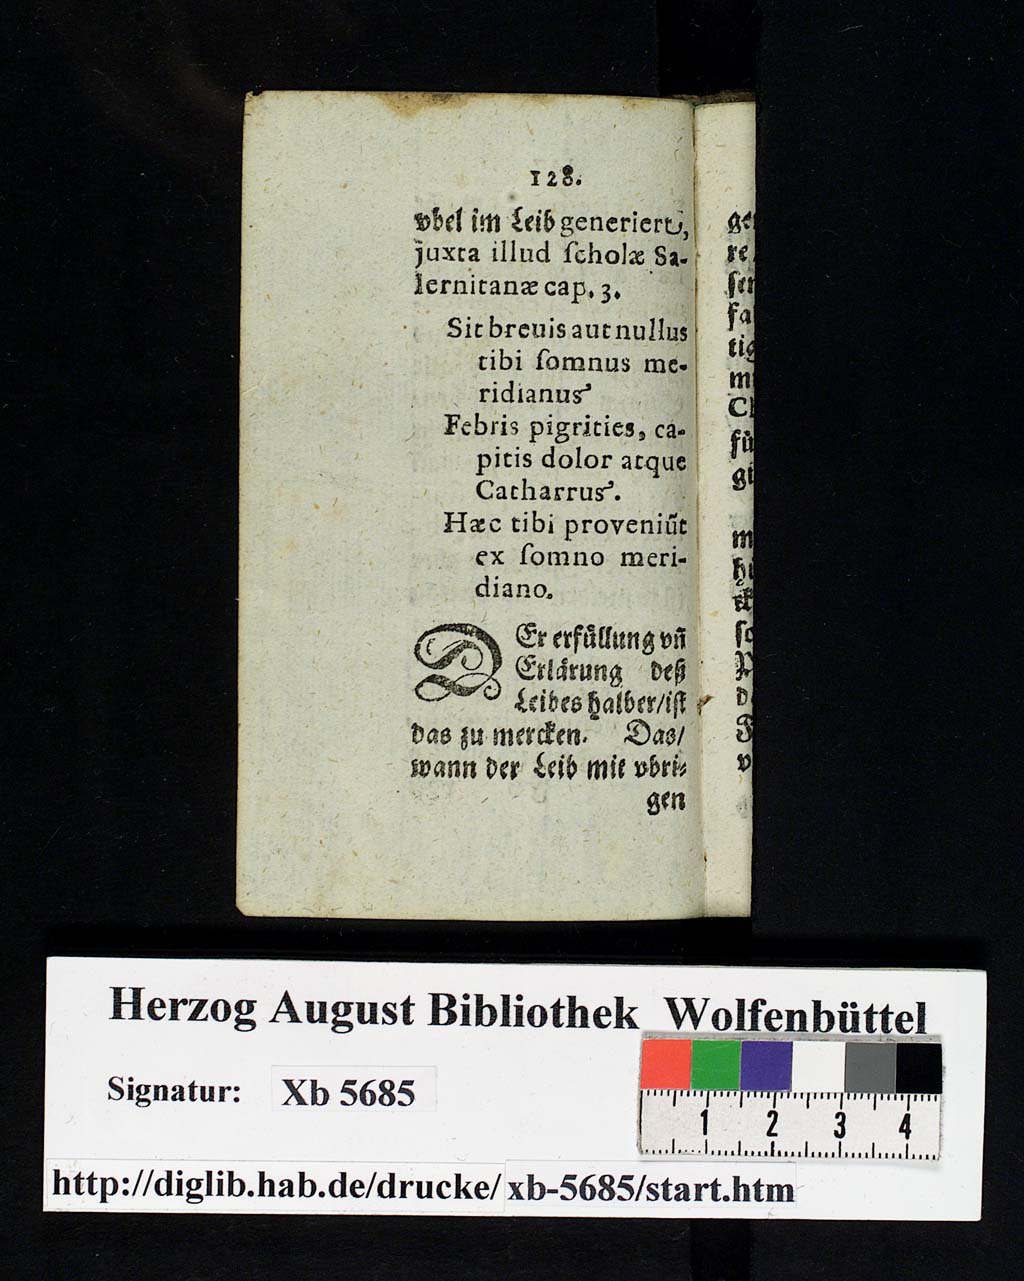 128.
vbel im Leib generiert,
juxta illud ſcholæ Sa-
lernitanæ cap. 3.
Sit breuis aut nullus
tibi ſomnus me-
ridianus
Febris pigrities, ca-
pitis dolor atque
Catharrus.
Hæc tibi proveniũt
ex ſomno meri-
diano.
DEr erfüllung vñ
Erlärung deß
Leibes halber/iſt
das zu mercken. Das/
wann der Leib mit vbri-
gen
Herzog August Bibliothek Wolfenbüttel
Signatur: Xb 5685
1 2 3 4
http://diglib.hab.de/drucke/xb-5685/start.htm